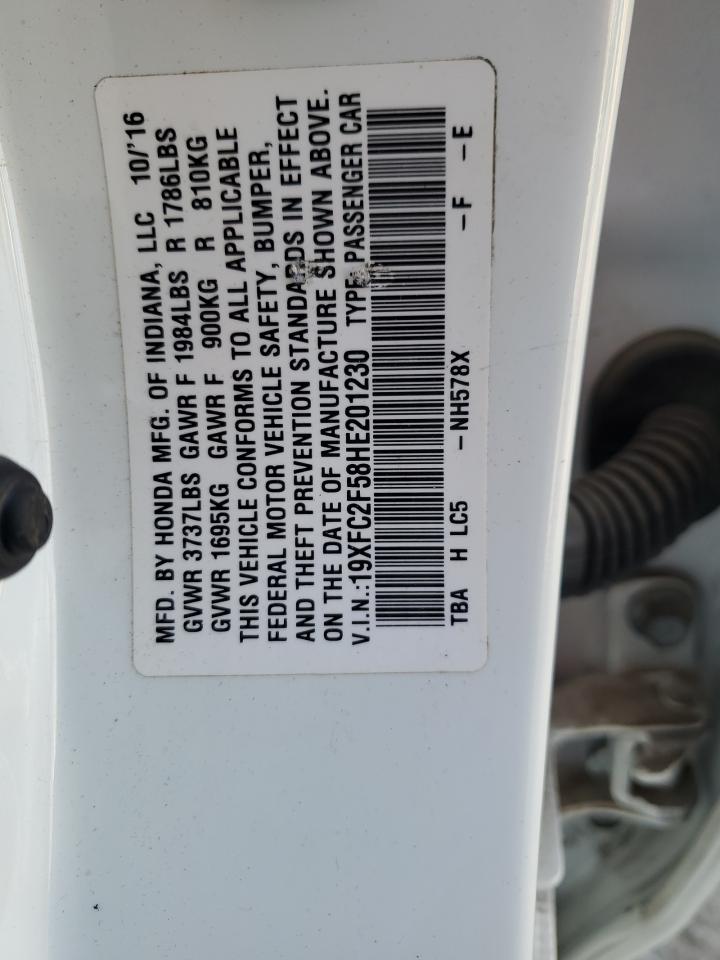 MFD. BY HONDA MFG. OF INDIANA, LLC 10/'16
GVWR 3737LBS GAWR F 1984LBS R 1786LBS
GVWR 1695KG GAWR F 900KG R 810KG
THIS VEHICLE CONFORMS TO ALL APPLICABLE
FEDERAL MOTOR VEHICLE SAFETY, BUMPER,
AND THEFT PREVENTION STANDARDS IN EFFECT
ON THE DATE OF MANUFACTURE SHOWN ABOVE.
V.I.N.:19XFC2F58HE201230 TYPE: PASSENGER CAR
TBA H LC5 - NH578X -F -E